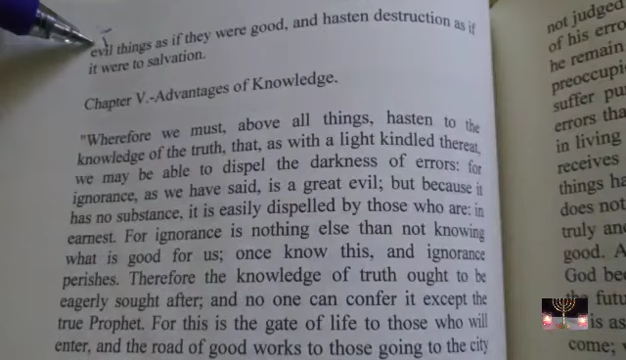 evil things as if they were good, and hasten destruction as if
it were to salvation.
Chapter V.-Advantages of Knowledge.
"Wherefore we must, above all things, hasten to the
knowledge of the truth, that, as with a light kindled thereat,
we may be able to dispel the darkness of errors: for
ignorance, as we have said, is a great evil; but because it
has no substance, it is easily dispelled by those who are: in
earnest. For ignorance is nothing else than not knowing
what is good for us; once know this, and ignorance
perishes. Therefore the knowledge of truth ought to be
eagerly sought after; and no one can confer it except the
true Prophet. For this is the gate of life to those who will
enter, and the road of good works to those going to the city
not judged
of his erro
he remain
preoccupi
suffer pu
errors tha
in living
receives
things ha
does not
truly and
good. A
God bec
the futu
is as
come;